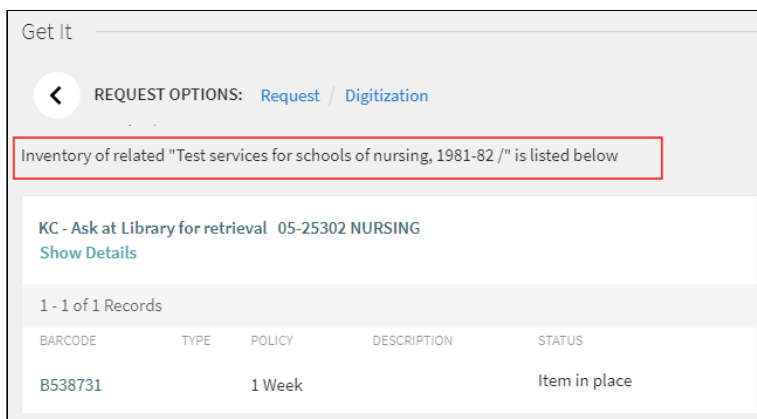 Get It
REQUEST OPTIONS: Request / Digitization
Inventory of related "Test services for schools of nursing, 1981-82 /" is listed below
KC - Ask at Library for retrieval 05-25302 NURSING
Show Details
1 - 1 of 1 Records
BARCODE TYPE POLICY DESCRIPTION STATUS
B538731 1 Week Item in place